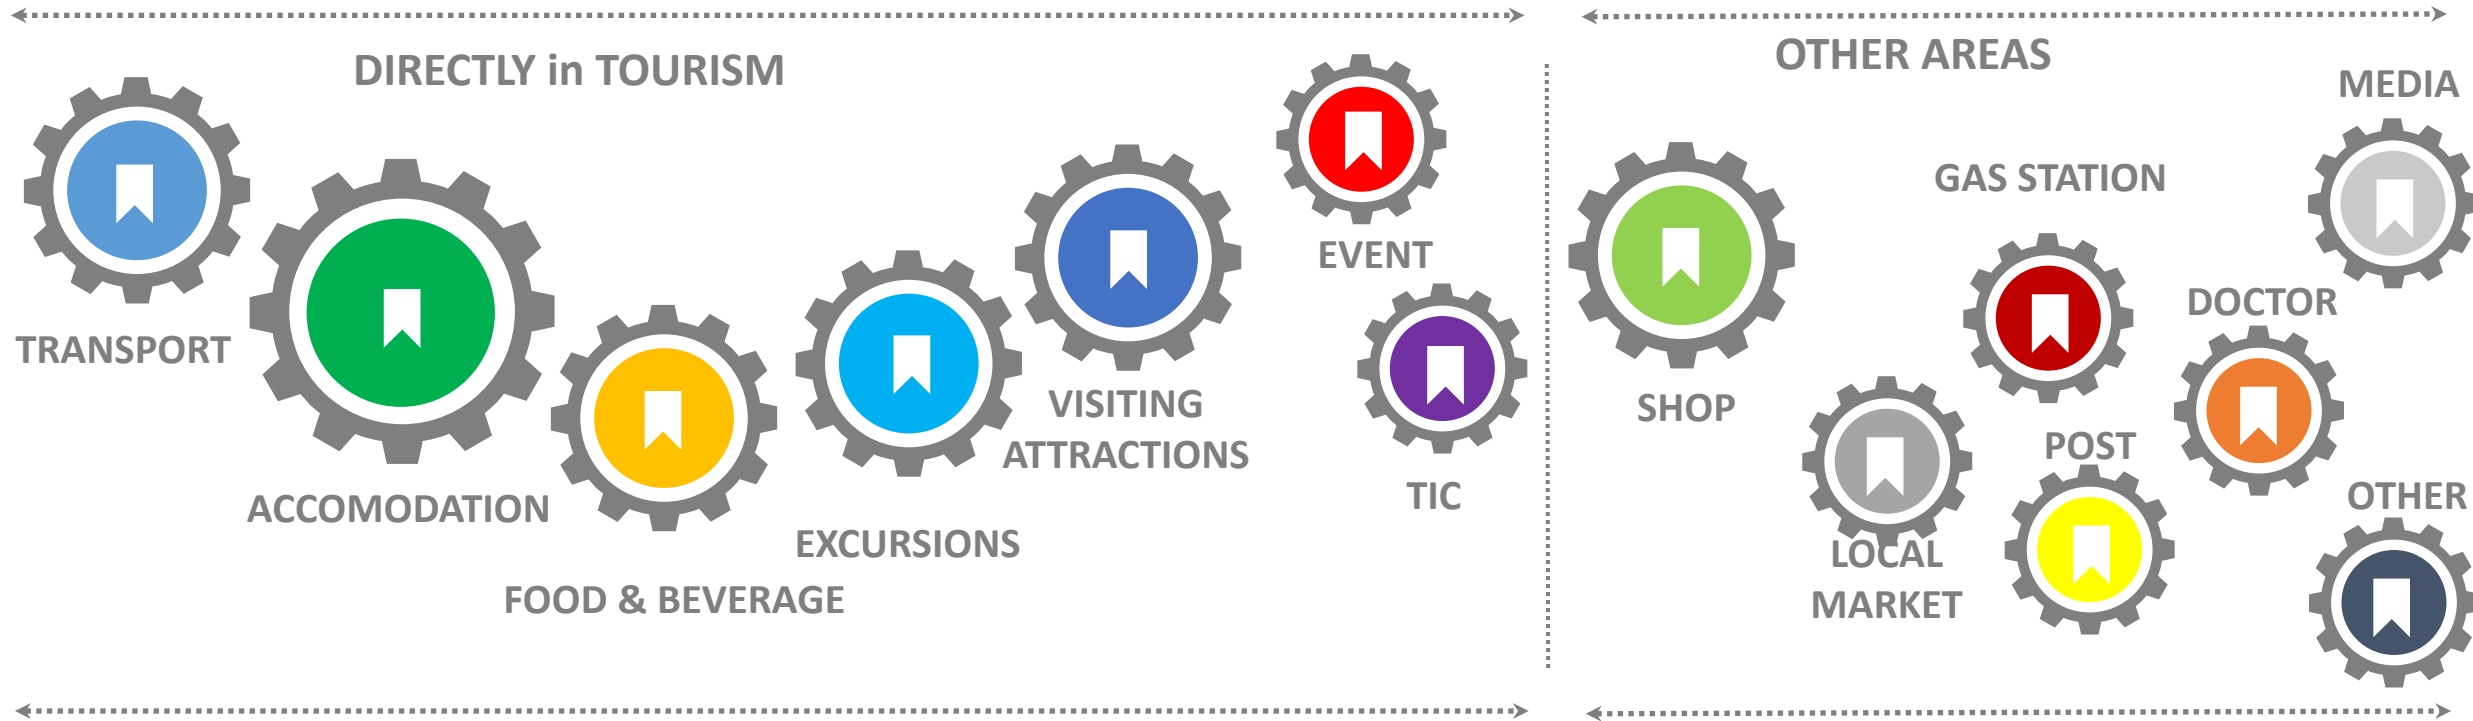 DIRECTLY in TOURISM
TRANSPORT
ACCOMODATION
FOOD & BEVERAGE
EXCURSIONS
VISITING
ATTRACTIONS
EVENT
TIC
OTHER AREAS
SHOP
LOCAL
MARKET
GAS STATION
POST
DOCTOR
MEDIA
OTHER